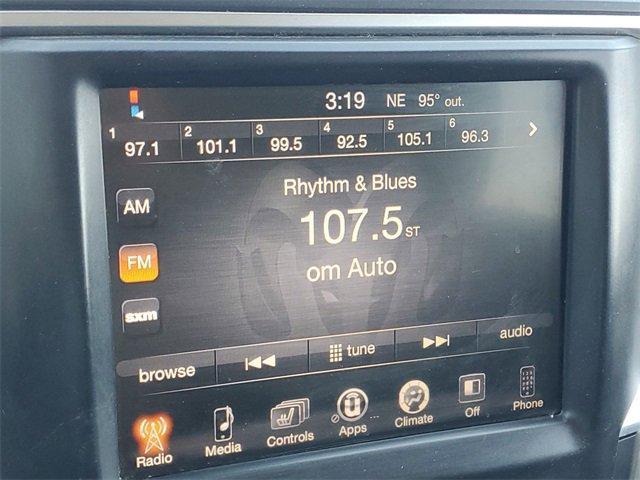 3:19 NE 95° out.
1 97.1 2 101.1 3 99.5 4 92.5 5 105.1 6 96.3
Rhythm & Blues
AM
107.5 ST
FM
om Auto
sxm
browse tune audio
Radio Media Controls Apps Climate Off Phone